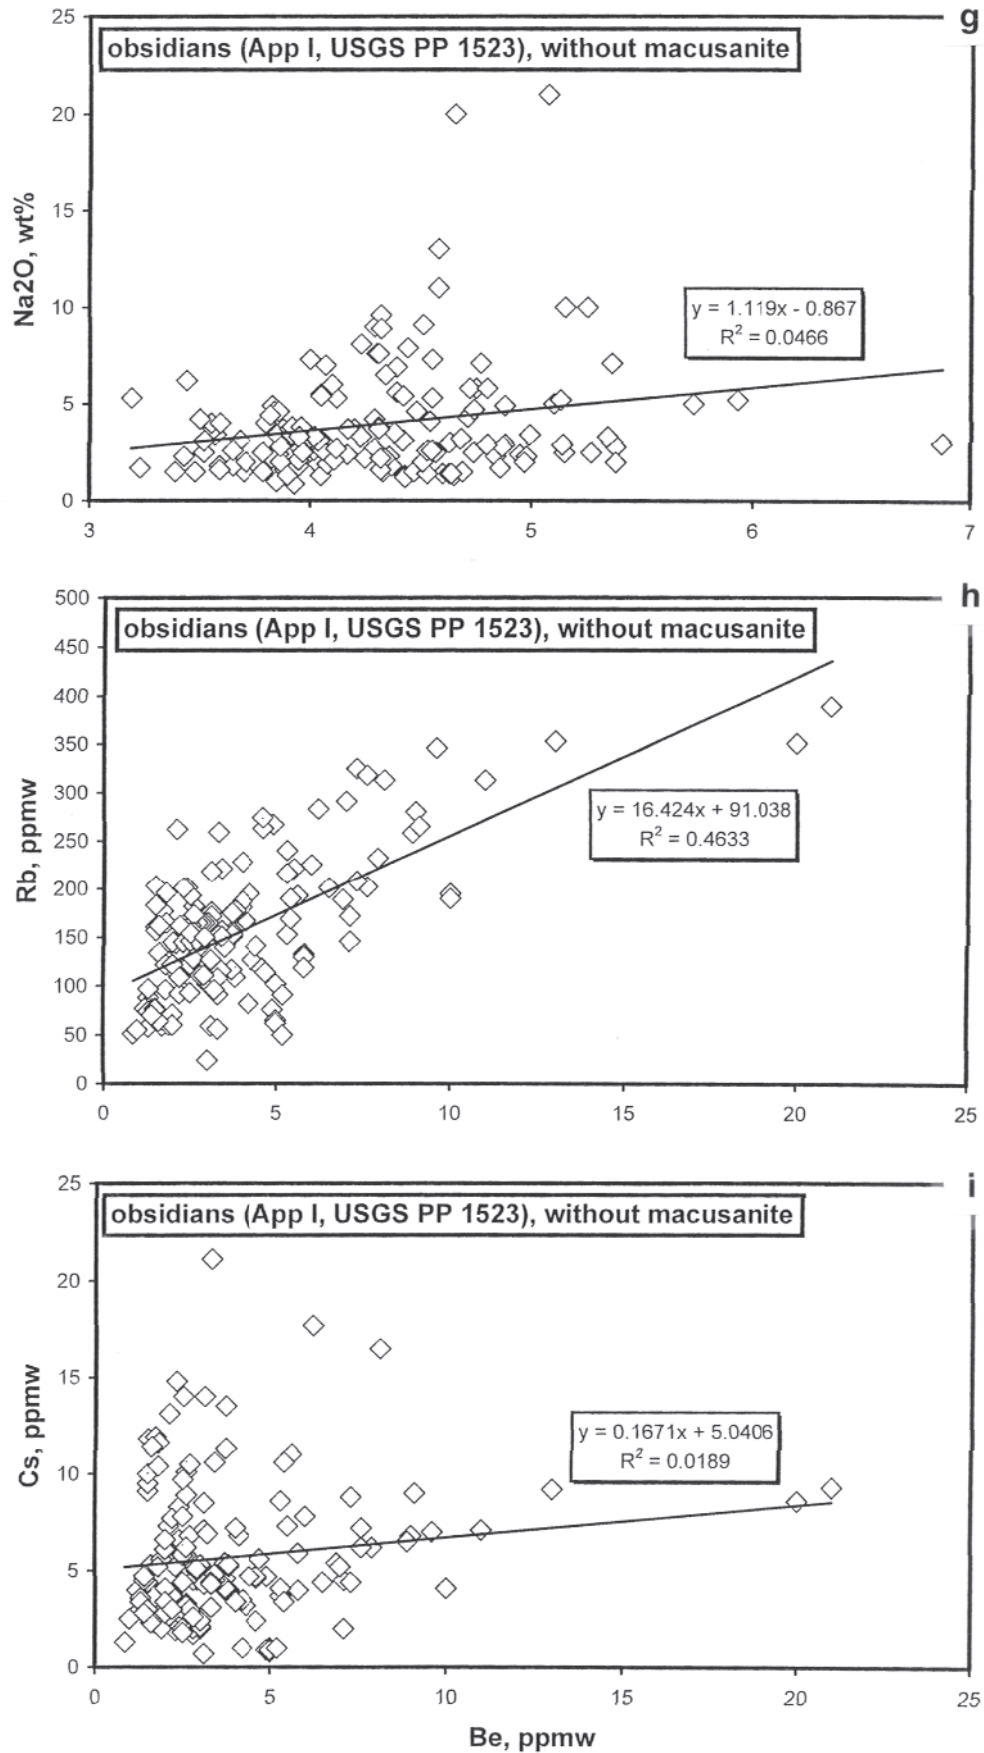 g
25
obsidians (App I, USGS PP 1523), without macusanite
20
15
10
5
0
Na2O, wt%
y = 1.119x - 0.867
R² = 0.0466
3 4 5 6 7
h
500
obsidians (App I, USGS PP 1523), without macusanite
450
400
350
300
250
200
150
100
50
0
Rb, ppmw
y = 16.424x + 91.038
R² = 0.4633
0 5 10 15 20 25
i
25
obsidians (App I, USGS PP 1523), without macusanite
20
15
10
5
0
Cs, ppmw
y = 0.1671x + 5.0406
R² = 0.0189
0 5 10 15 20 25
Be, ppmw